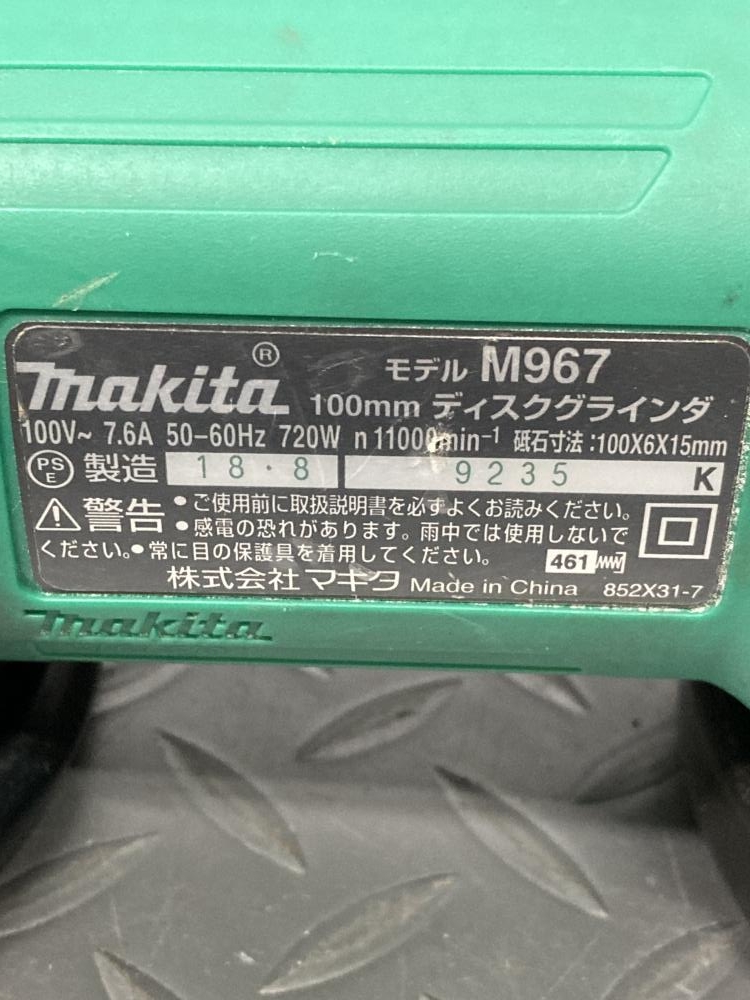 makita® モデル M967
100mm ディスクグラインダ
100V~ 7.6A 50-60Hz 720W n 11000min⁻¹ 砥石寸法:100X6X15mm
PS E 製造 18・8 9235 K
警告 • ご使用前に取扱説明書を必ずよくお読みください。
• 感電の恐れがあります。雨中では使用しないで
ください。• 常に目の保護具を着用してください。
461
株式会社 マキタ Made in China 852X31-7
makita